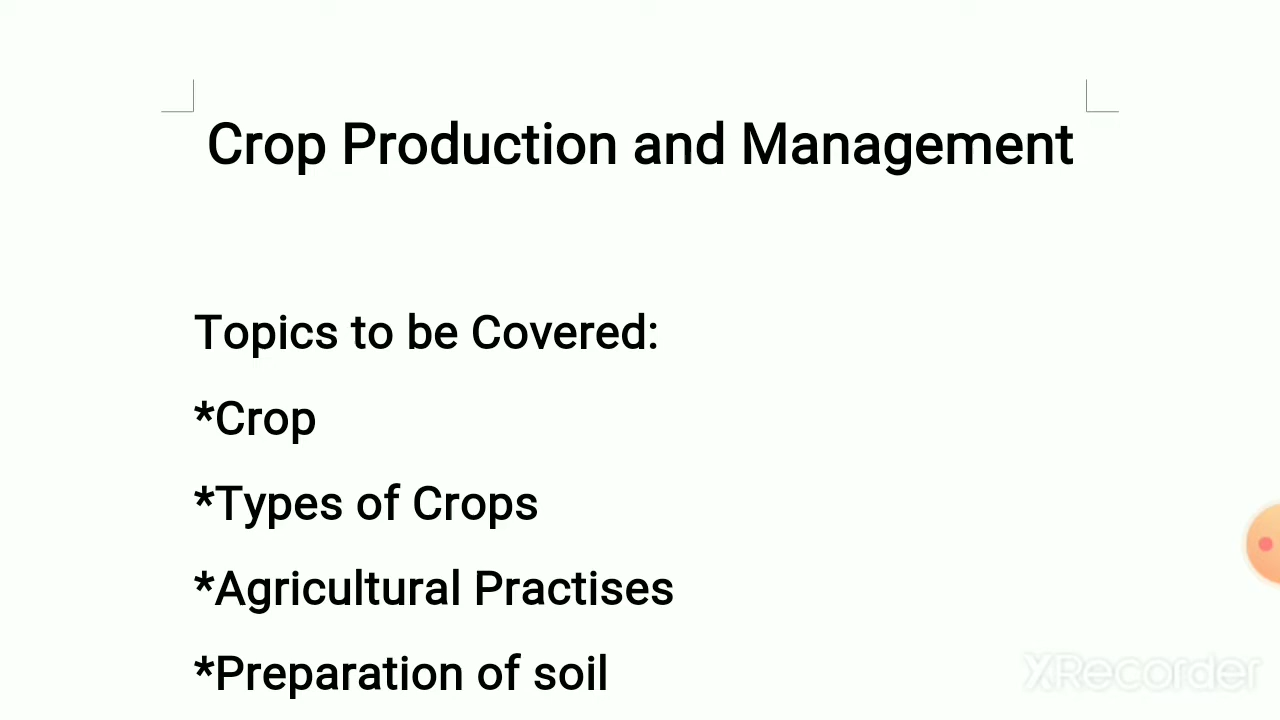 Crop Production and Management
Topics to be Covered:
*Crop
*Types of Crops
*Agricultural Practises
*Preparation of soil
XRecorder